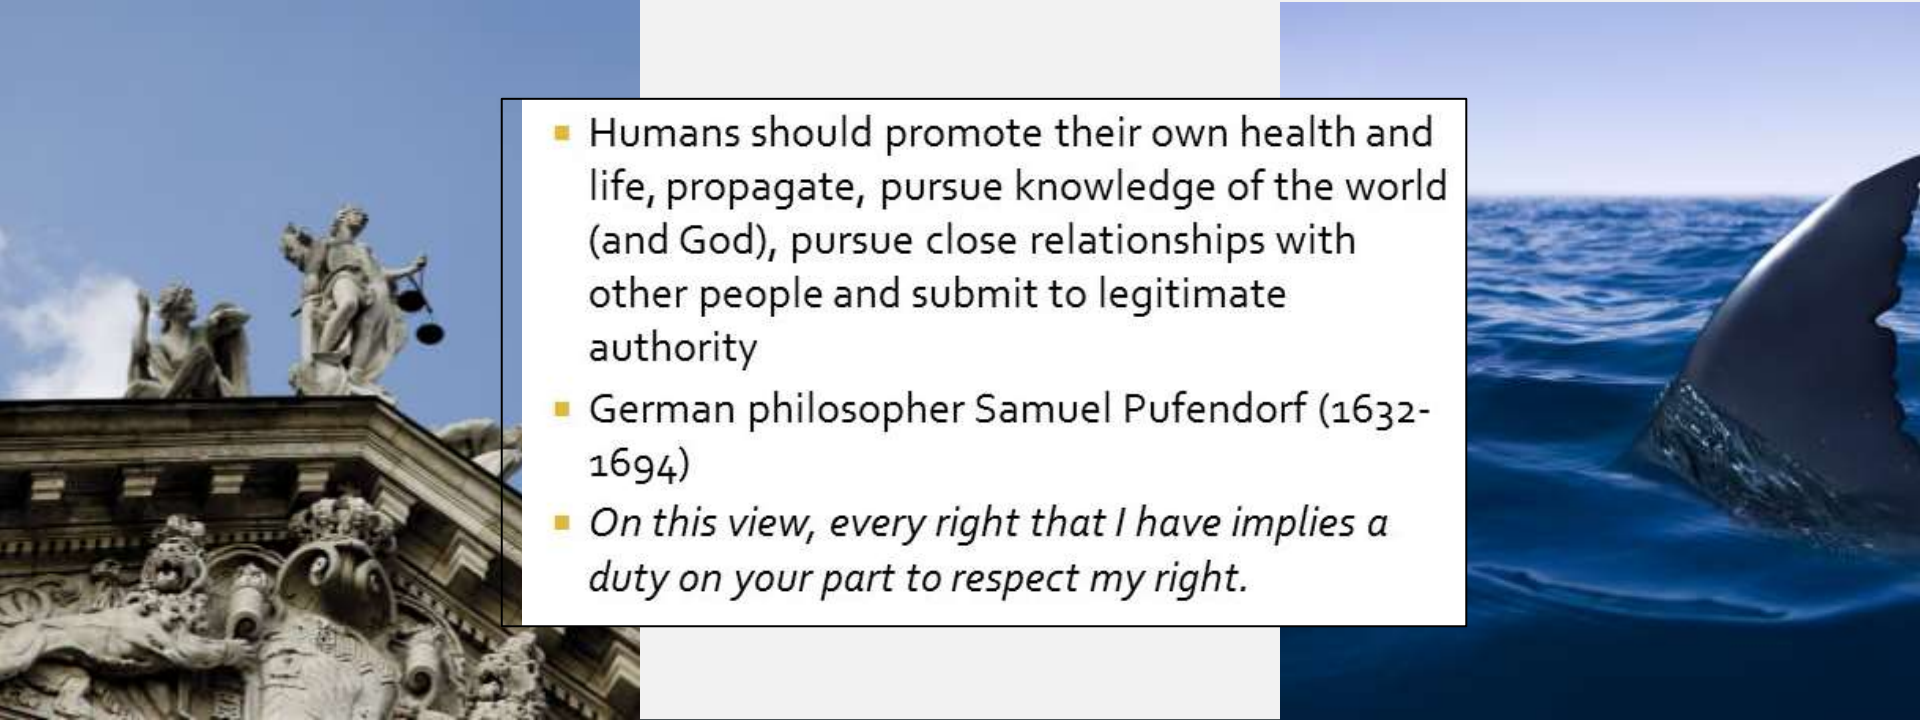 Humans should promote their own health and
life, propagate, pursue knowledge of the world
(and God), pursue close relationships with
other people and submit to legitimate
authority
German philosopher Samuel Pufendorf (1632-
1694)
On this view, every right that I have implies a
duty on your part to respect my right.